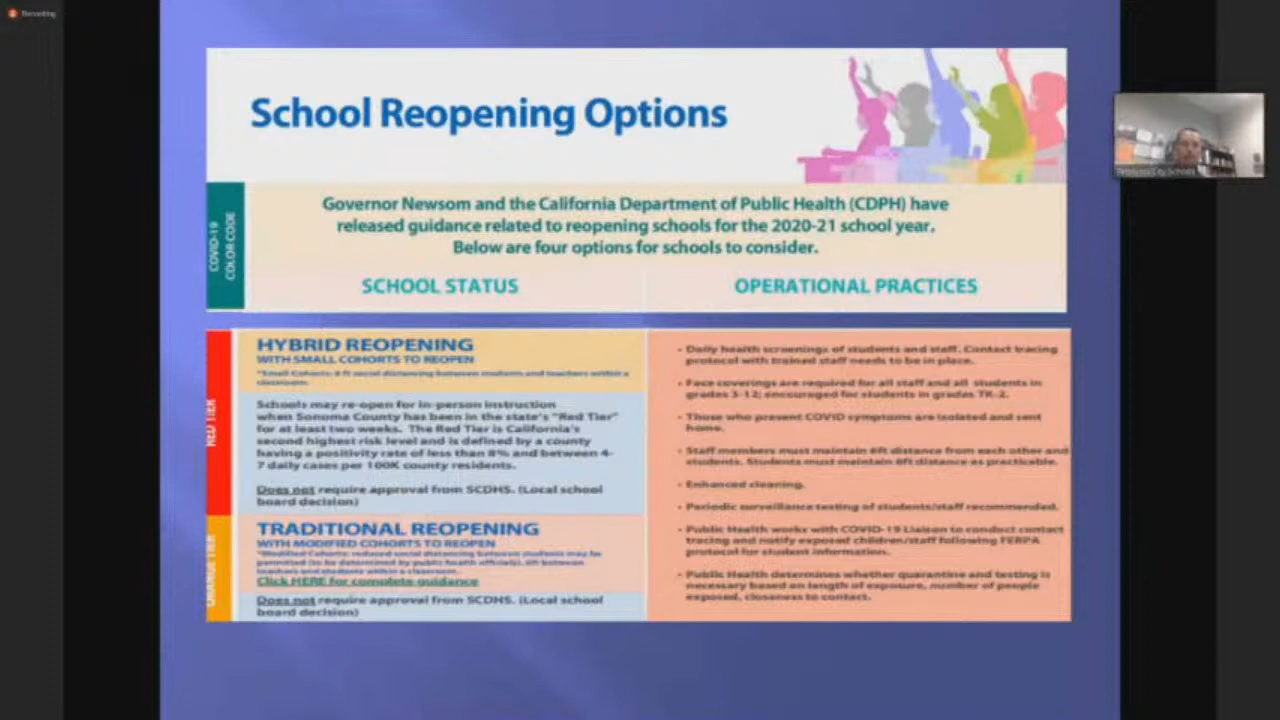 Recording
School Reopening Options
COVID-19
COLOR CODE
Governor Newsom and the California Department of Public Health (CDPH) have
released guidance related to reopening schools for the 2020-21 school year.
Below are four options for schools to consider.
SCHOOL STATUS
OPERATIONAL PRACTICES
RED TIER
HYBRID REOPENING
WITH SMALL COHORTS TO REOPEN
*Small Cohorts: 6 ft social distancing between students and teachers within a
classroom.
Schools may re-open for in-person instruction
when Sonoma County has been in the state's "Red Tier"
for at least two weeks. The Red Tier is California's
second highest risk level and is defined by a county
having a positivity rate of less than 8% and between 4-
7 daily cases per 100K county residents.
Does not require approval from SCDHS. (Local school
board decision)
ORANGE TIER
TRADITIONAL REOPENING
WITH MODIFIED COHORTS TO REOPEN
*Modified Cohorts: reduced social distancing between students may be
permitted (to be determined by public health officials), 6ft between
teachers and students within a classroom.
Click HERE for complete guidance
Does not require approval from SCDHS. (Local school
board decision)
• Daily health screenings of students and staff. Contact tracing
protocol with trained staff needs to be in place.
• Face coverings are required for all staff and all students in
grades 3-12; encouraged for students in grades TK-2.
• Those who present COVID symptoms are isolated and sent
home.
• Staff members must maintain 6ft distance from each other and
students. Students must maintain 6ft distance as practicable.
• Enhanced cleaning.
• Periodic surveillance testing of students/staff recommended.
• Public Health works with COVID-19 Liaison to conduct contact
tracing and notify exposed children/staff following FERPA
protocol for student information.
• Public Health determines whether quarantine and testing is
necessary based on length of exposure, number of people
exposed, closeness to contact.
City Schools